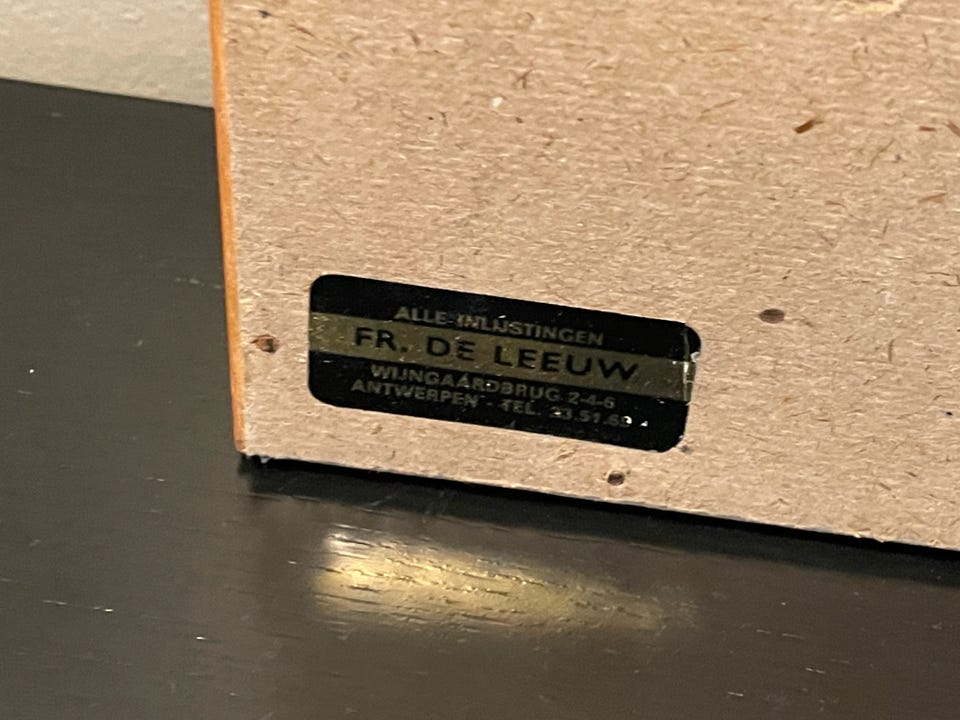 ALLE INLIJSTINGEN
FR. DE LEEUW
WIJNGAARDBRUG 2-4-6
ANTWERPEN - TEL.